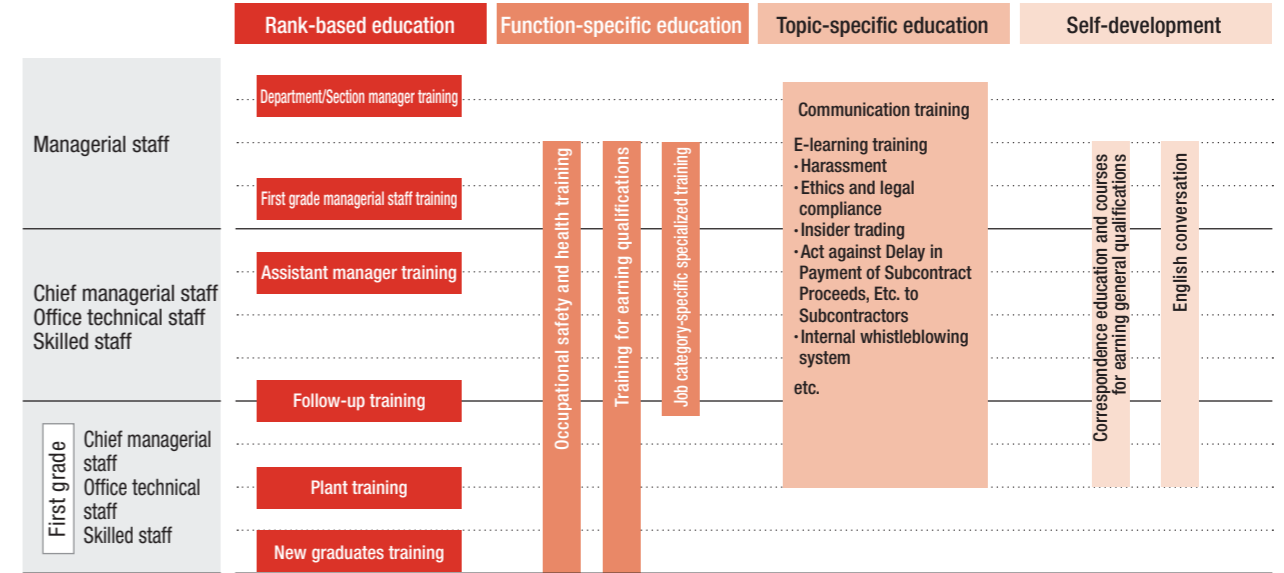 Rank-based education
Function-specific education
Topic-specific education
Self-development
Managerial staff
Chief managerial staff
Office technical staff
Skilled staff
First grade
Chief managerial
staff
Office technical
staff
Skilled staff
Department/Section manager training
First grade managerial staff training
Assistant manager training
Follow-up training
Plant training
New graduates training
Occupational safety and health training
Training for earning qualifications
Job category-specific specialized training
Communication training
E-learning training
・Harassment
・Ethics and legal
compliance
・Insider trading
・Act against Delay in
Payment of Subcontract
Proceeds, Etc. to
Subcontractors
・Internal whistleblowing
system
etc.
Correspondence education and courses
for earning general qualifications
English conversation